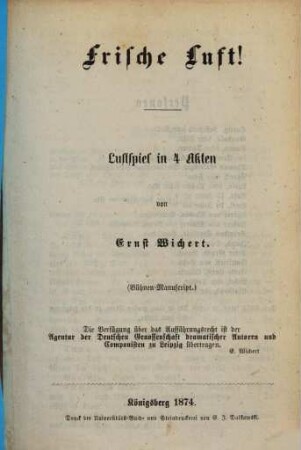 Frische Luft!
Lustspiel in 4 Akten
von
Ernst Wichert.
(Bühnen-Manuscript.)
Die Verfügung über das Aufführungsrecht ist der
Agentur der Deutschen Genossenschaft dramatischer Autoren und
Componisten zu Leipzig übertragen.
E. Wichert
Königsberg 1874.
Druck der Universitäts-Buch- und Steindruckerei von E. J. Dalkowski.